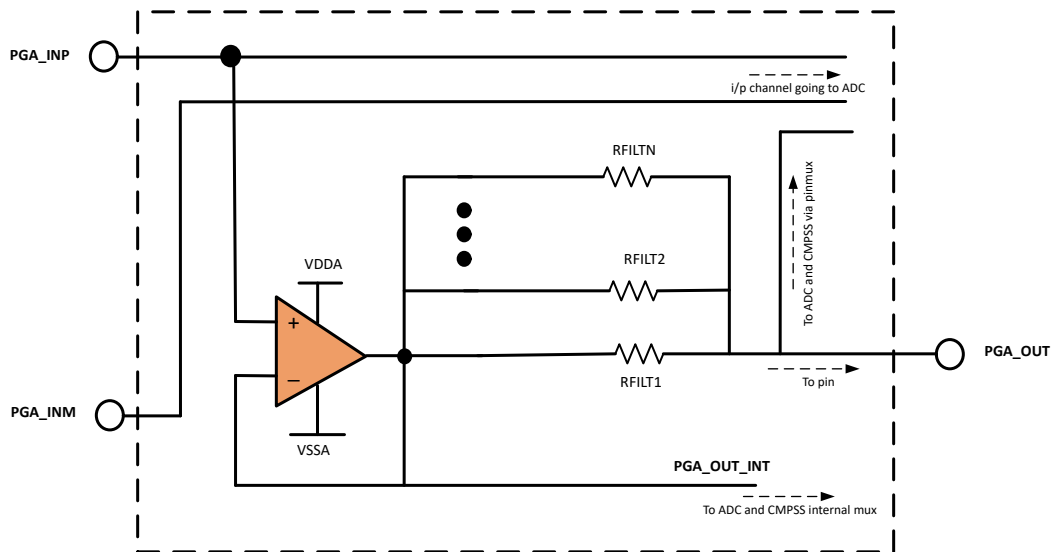 PGA_INP
i/p channel going to ADC
RFILTN
To ADC and CMPSS via pinmux
VDDA
RFILT2
+
PGA_OUT
−
RFILT1
To pin
PGA_INM
VSSA
PGA_OUT_INT
To ADC and CMPSS internal mux